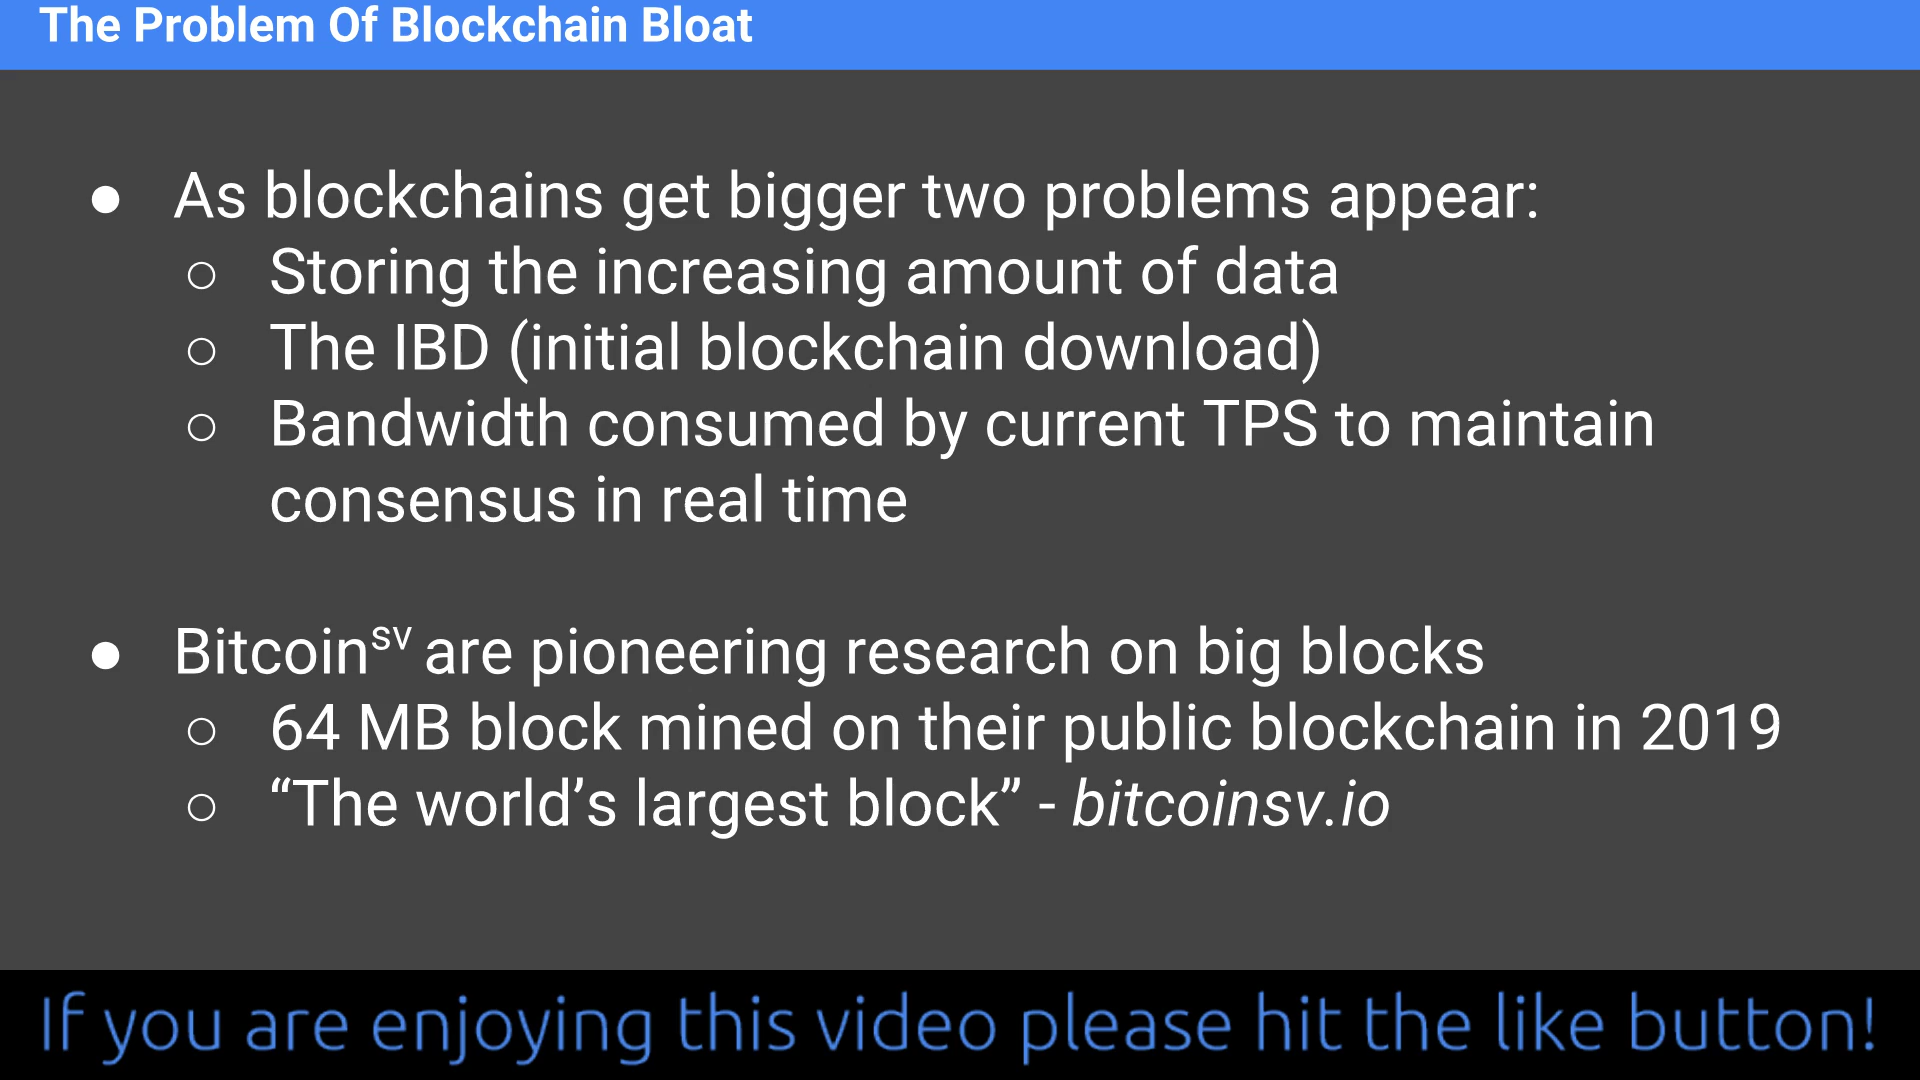 The Problem Of Blockchain Bloat
● As blockchains get bigger two problems appear:
○ Storing the increasing amount of data
○ The IBD (initial blockchain download)
○ Bandwidth consumed by current TPS to maintain
consensus in real time
● Bitcoinˢᵛ are pioneering research on big blocks
○ 64 MB block mined on their public blockchain in 2019
○ “The world’s largest block” - bitcoinsv.io
If you are enjoying this video please hit the like button!